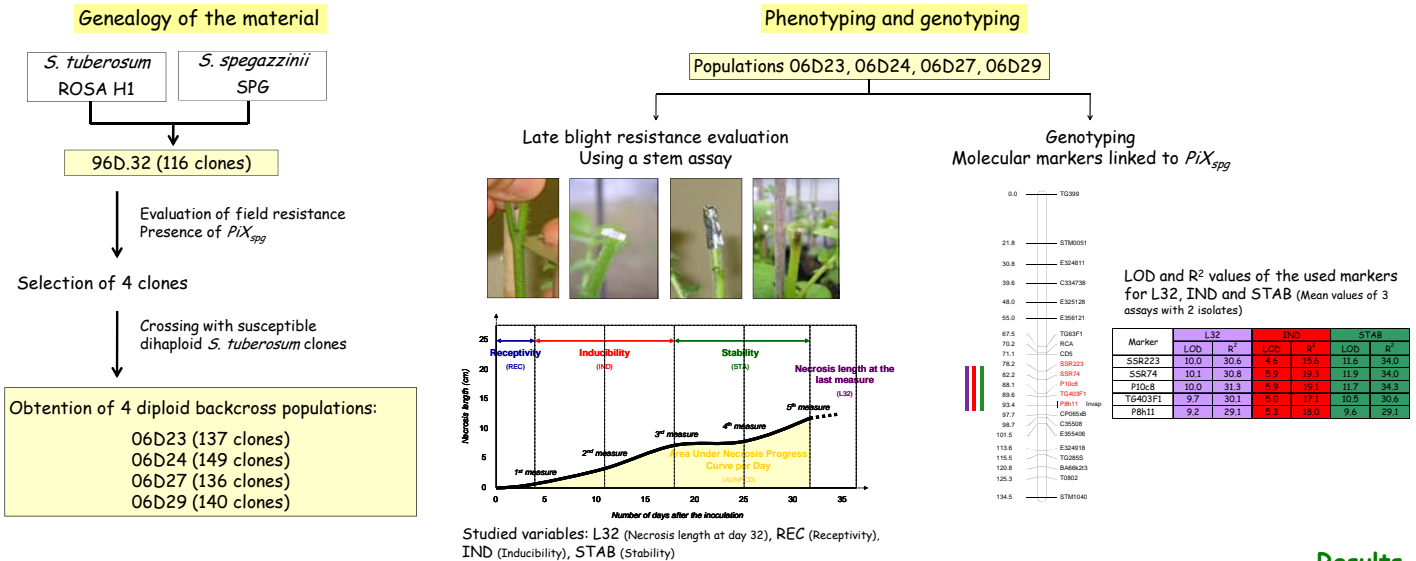 Genealogy of the material
S. tuberosum
ROSA H1
S. spegazzinii
SPG
96D.32 (116 clones)
Evaluation of field resistance
Presence of PiXspg
Selection of 4 clones
Crossing with susceptible
dihaploid S. tuberosum clones
Obtention of 4 diploid backcross populations:
06D23 (137 clones)
06D24 (149 clones)
06D27 (136 clones)
06D29 (140 clones)
Phenotyping and genotyping
Populations 06D23, 06D24, 06D27, 06D29
Late blight resistance evaluation
Using a stem assay
Necrosis length (cm)
25
20
15
10
5
0
Receptivity
(REC)
Inducibility
(IND)
Stability
(STA)
Necrosis length at the
last measure
(L32)
1st measure
2nd measure
3rd measure
4th measure
5th measure
Area Under Necrosis Progress
Curve per Day
(AUNPCD)
0 5 10 15 20 25 30 35
Number of days after the inoculation
Studied variables: L32 (Necrosis length at day 32), REC (Receptivity),
IND (Inducibility), STAB (Stability)
Genotyping
Molecular markers linked to PiXspg
0.0 TG399
21.8 STM0051
30.8 E324811
39.6 C334738
48.0 E325128
55.0 E356121
67.5 TG63F1
70.2 RCA
71.1 CD5
78.2 SSR223
82.2 SSR74
88.1 P10c8
89.6 TG403F1
93.4 P8h11 Invap
97.7 CP065xB
98.7 C35508
101.5 E355406
113.6 E324918
115.5 TG285S
120.8 BA66k2t3
125.3 T0802
134.5 STM1040
LOD and R2 values of the used markers
for L32, IND and STAB (Mean values of 3
assays with 2 isolates)
Marker L32 IND STAB
LOD R2 LOD R2 LOD R2
SSR223 10.0 30.6 4.6 15.6 11.6 34.0
SSR74 10.1 30.8 5.9 19.3 11.9 34.0
P10c8 10.0 31.3 5.9 19.1 11.7 34.3
TG403F1 9.7 30.1 5.0 17.1 10.5 30.6
P8h11 9.2 29.1 5.3 18.0 9.6 29.1
Results